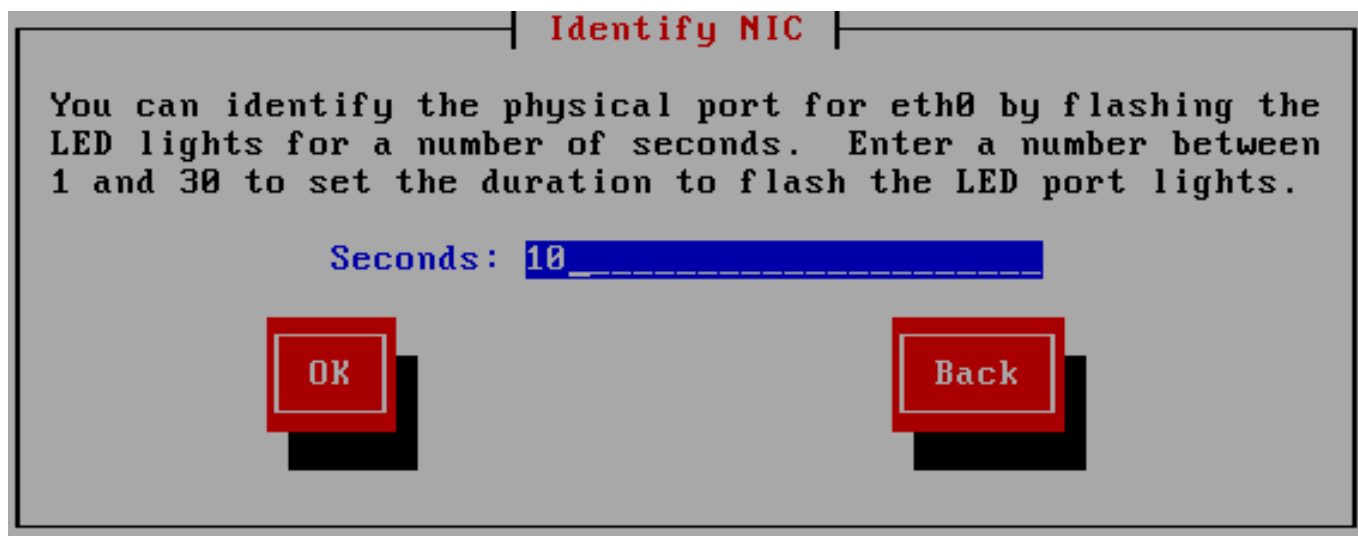 Identify NIC
You can identify the physical port for eth0 by flashing the
LED lights for a number of seconds.  Enter a number between
1 and 30 to set the duration to flash the LED port lights.
Seconds: 10_____________________
OK
Back